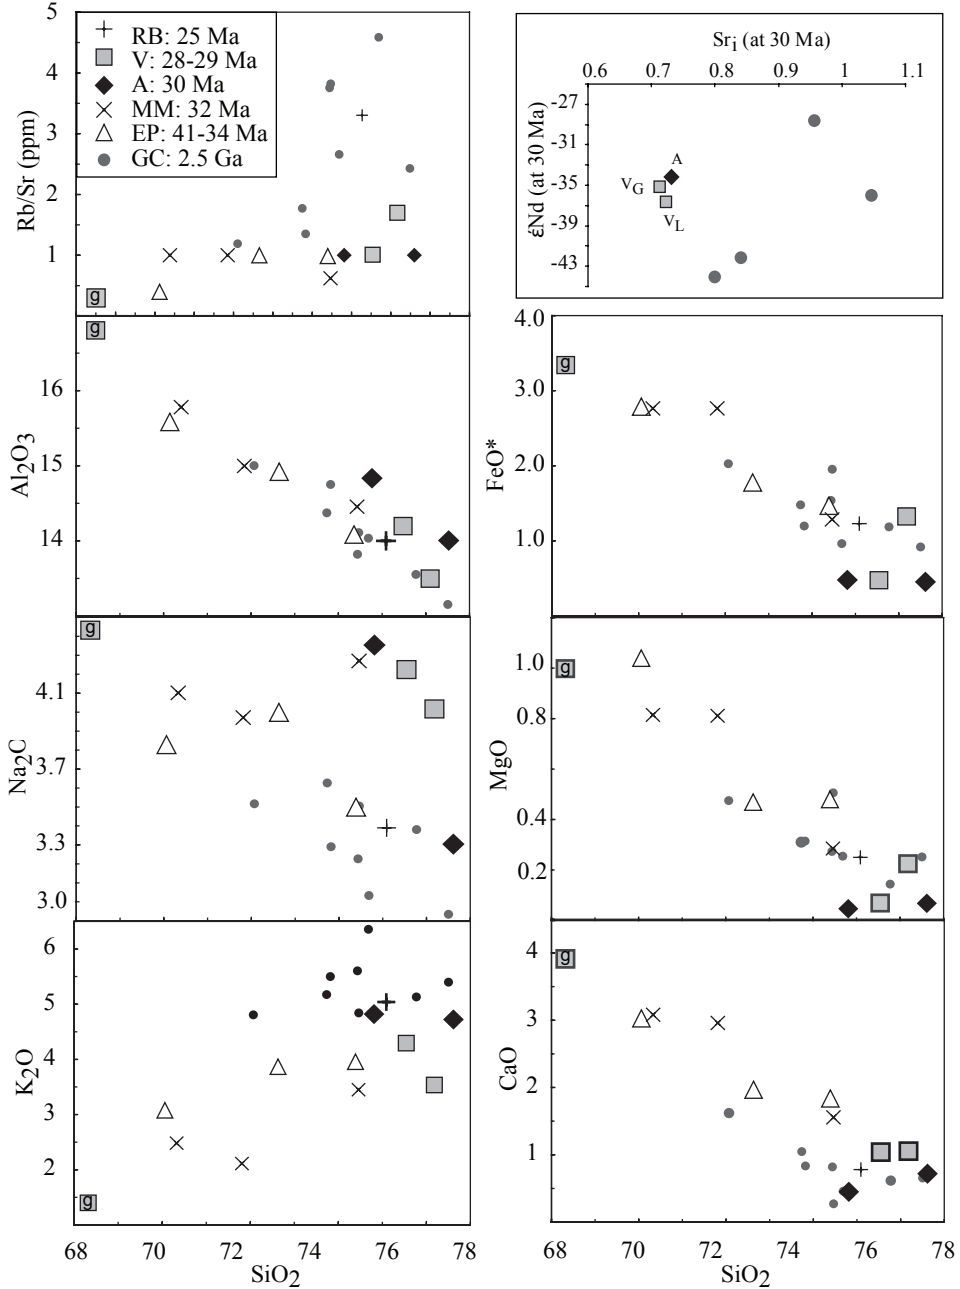 RB: 25 Ma
V: 28-29 Ma
A: 30 Ma
MM: 32 Ma
EP: 41-34 Ma
GC: 2.5 Ga
Rb/Sr (ppm)
5
4
3
2
1
g
Sri (at 30 Ma)
0.6 0.7 0.8 0.9 1 1.1
εNd (at 30 Ma)
-27
-31
-35
-39
-43
A
VG
VL
Al2O3
16
15
14
g
FeO*
4.0
3.0
2.0
1.0
g
Na2C
4.1
3.7
3.3
3.0
g
MgO
1.0
0.8
0.4
0.2
g
K2O
6
5
4
3
2
g
68 70 72 74 76 78
SiO2
CaO
4
3
2
1
g
68 70 72 74 76 78
SiO2